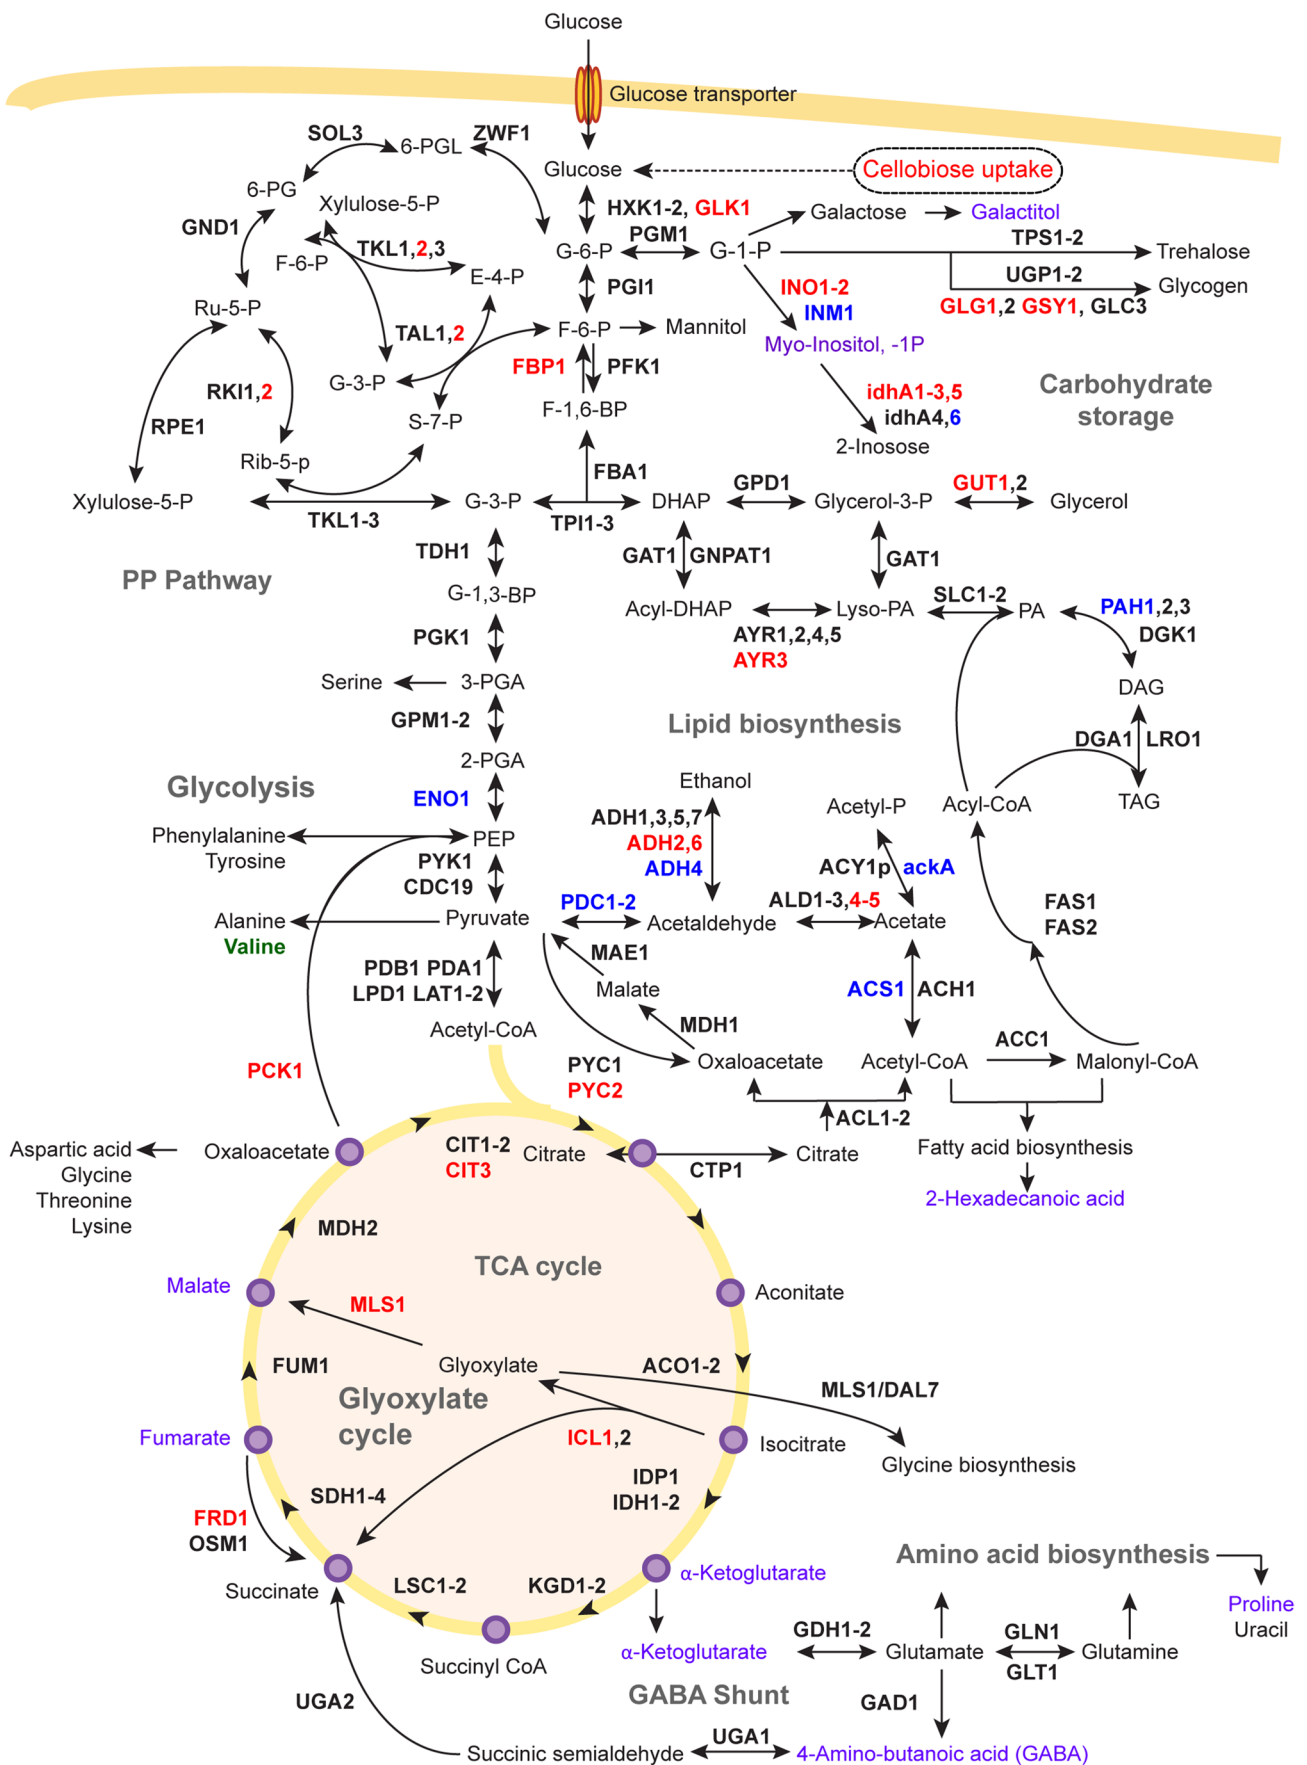 Glucose
Glucose transporter
SOL3
6-PGL
ZWF1
Glucose
Cellobiose uptake
6-PG
Xylulose-5-P
HXK1-2, GLK1
Galactose
Galactitol
GND1
F-6-P
TKL1,2,3
G-6-P
PGM1
G-1-P
TPS1-2
Trehalose
E-4-P
PGI1
INO1-2
UGP1-2
Glycogen
Ru-5-P
INM1
GLG1,2 GSY1, GLC3
TAL1,2
F-6-P
Mannitol
Myo-Inositol, -1P
FBP1
PFK1
RKI1,2
G-3-P
idhA1-3,5
Carbohydrate
storage
RPE1
S-7-P
F-1,6-BP
idhA4,6
2-Inosose
Rib-5-p
FBA1
GPD1
GUT1,2
Xylulose-5-P
G-3-P
DHAP
Glycerol-3-P
Glycerol
TKL1-3
TPI1-3
TDH1
GAT1
GNPAT1
GAT1
PP Pathway
G-1,3-BP
SLC1-2
Acyl-DHAP
Lyso-PA
PA
PAH1,2,3
PGK1
AYR1,2,4,5
DGK1
AYR3
Serine
3-PGA
DAG
GPM1-2
Lipid biosynthesis
DGA1
LRO1
2-PGA
Glycolysis
ENO1
Ethanol
Acetyl-P
Acyl-CoA
TAG
Phenylalanine
Tyrosine
PEP
ADH1,3,5,7
ADH2,6
ADH4
PYK1
CDC19
ACY1p
ackA
Alanine
Valine
Pyruvate
PDC1-2
Acetaldehyde
ALD1-3,4-5
Acetate
FAS1
FAS2
PDB1 PDA1
LPD1 LAT1-2
MAE1
Malate
ACS1
ACH1
Acetyl-CoA
MDH1
PCK1
PYC1
PYC2
Oxaloacetate
Acetyl-CoA
ACC1
Malonyl-CoA
ACL1-2
Aspartic acid
Glycine
Threonine
Lysine
Oxaloacetate
CIT1-2
CIT3
Citrate
CTP1
Citrate
Fatty acid biosynthesis
2-Hexadecanoic acid
MDH2
TCA cycle
Malate
MLS1
Aconitate
FUM1
Glyoxylate
ACO1-2
MLS1/DAL7
Glyoxylate
cycle
Fumarate
ICL1,2
Isocitrate
Glycine biosynthesis
SDH1-4
IDP1
IDH1-2
FRD1
OSM1
Amino acid biosynthesis
Succinate
LSC1-2
KGD1-2
α-Ketoglutarate
Proline
Uracil
Succinyl CoA
α-Ketoglutarate
GDH1-2
Glutamate
GLN1
GLT1
Glutamine
GABA Shunt
UGA2
GAD1
UGA1
Succinic semialdehyde
4-Amino-butanoic acid (GABA)